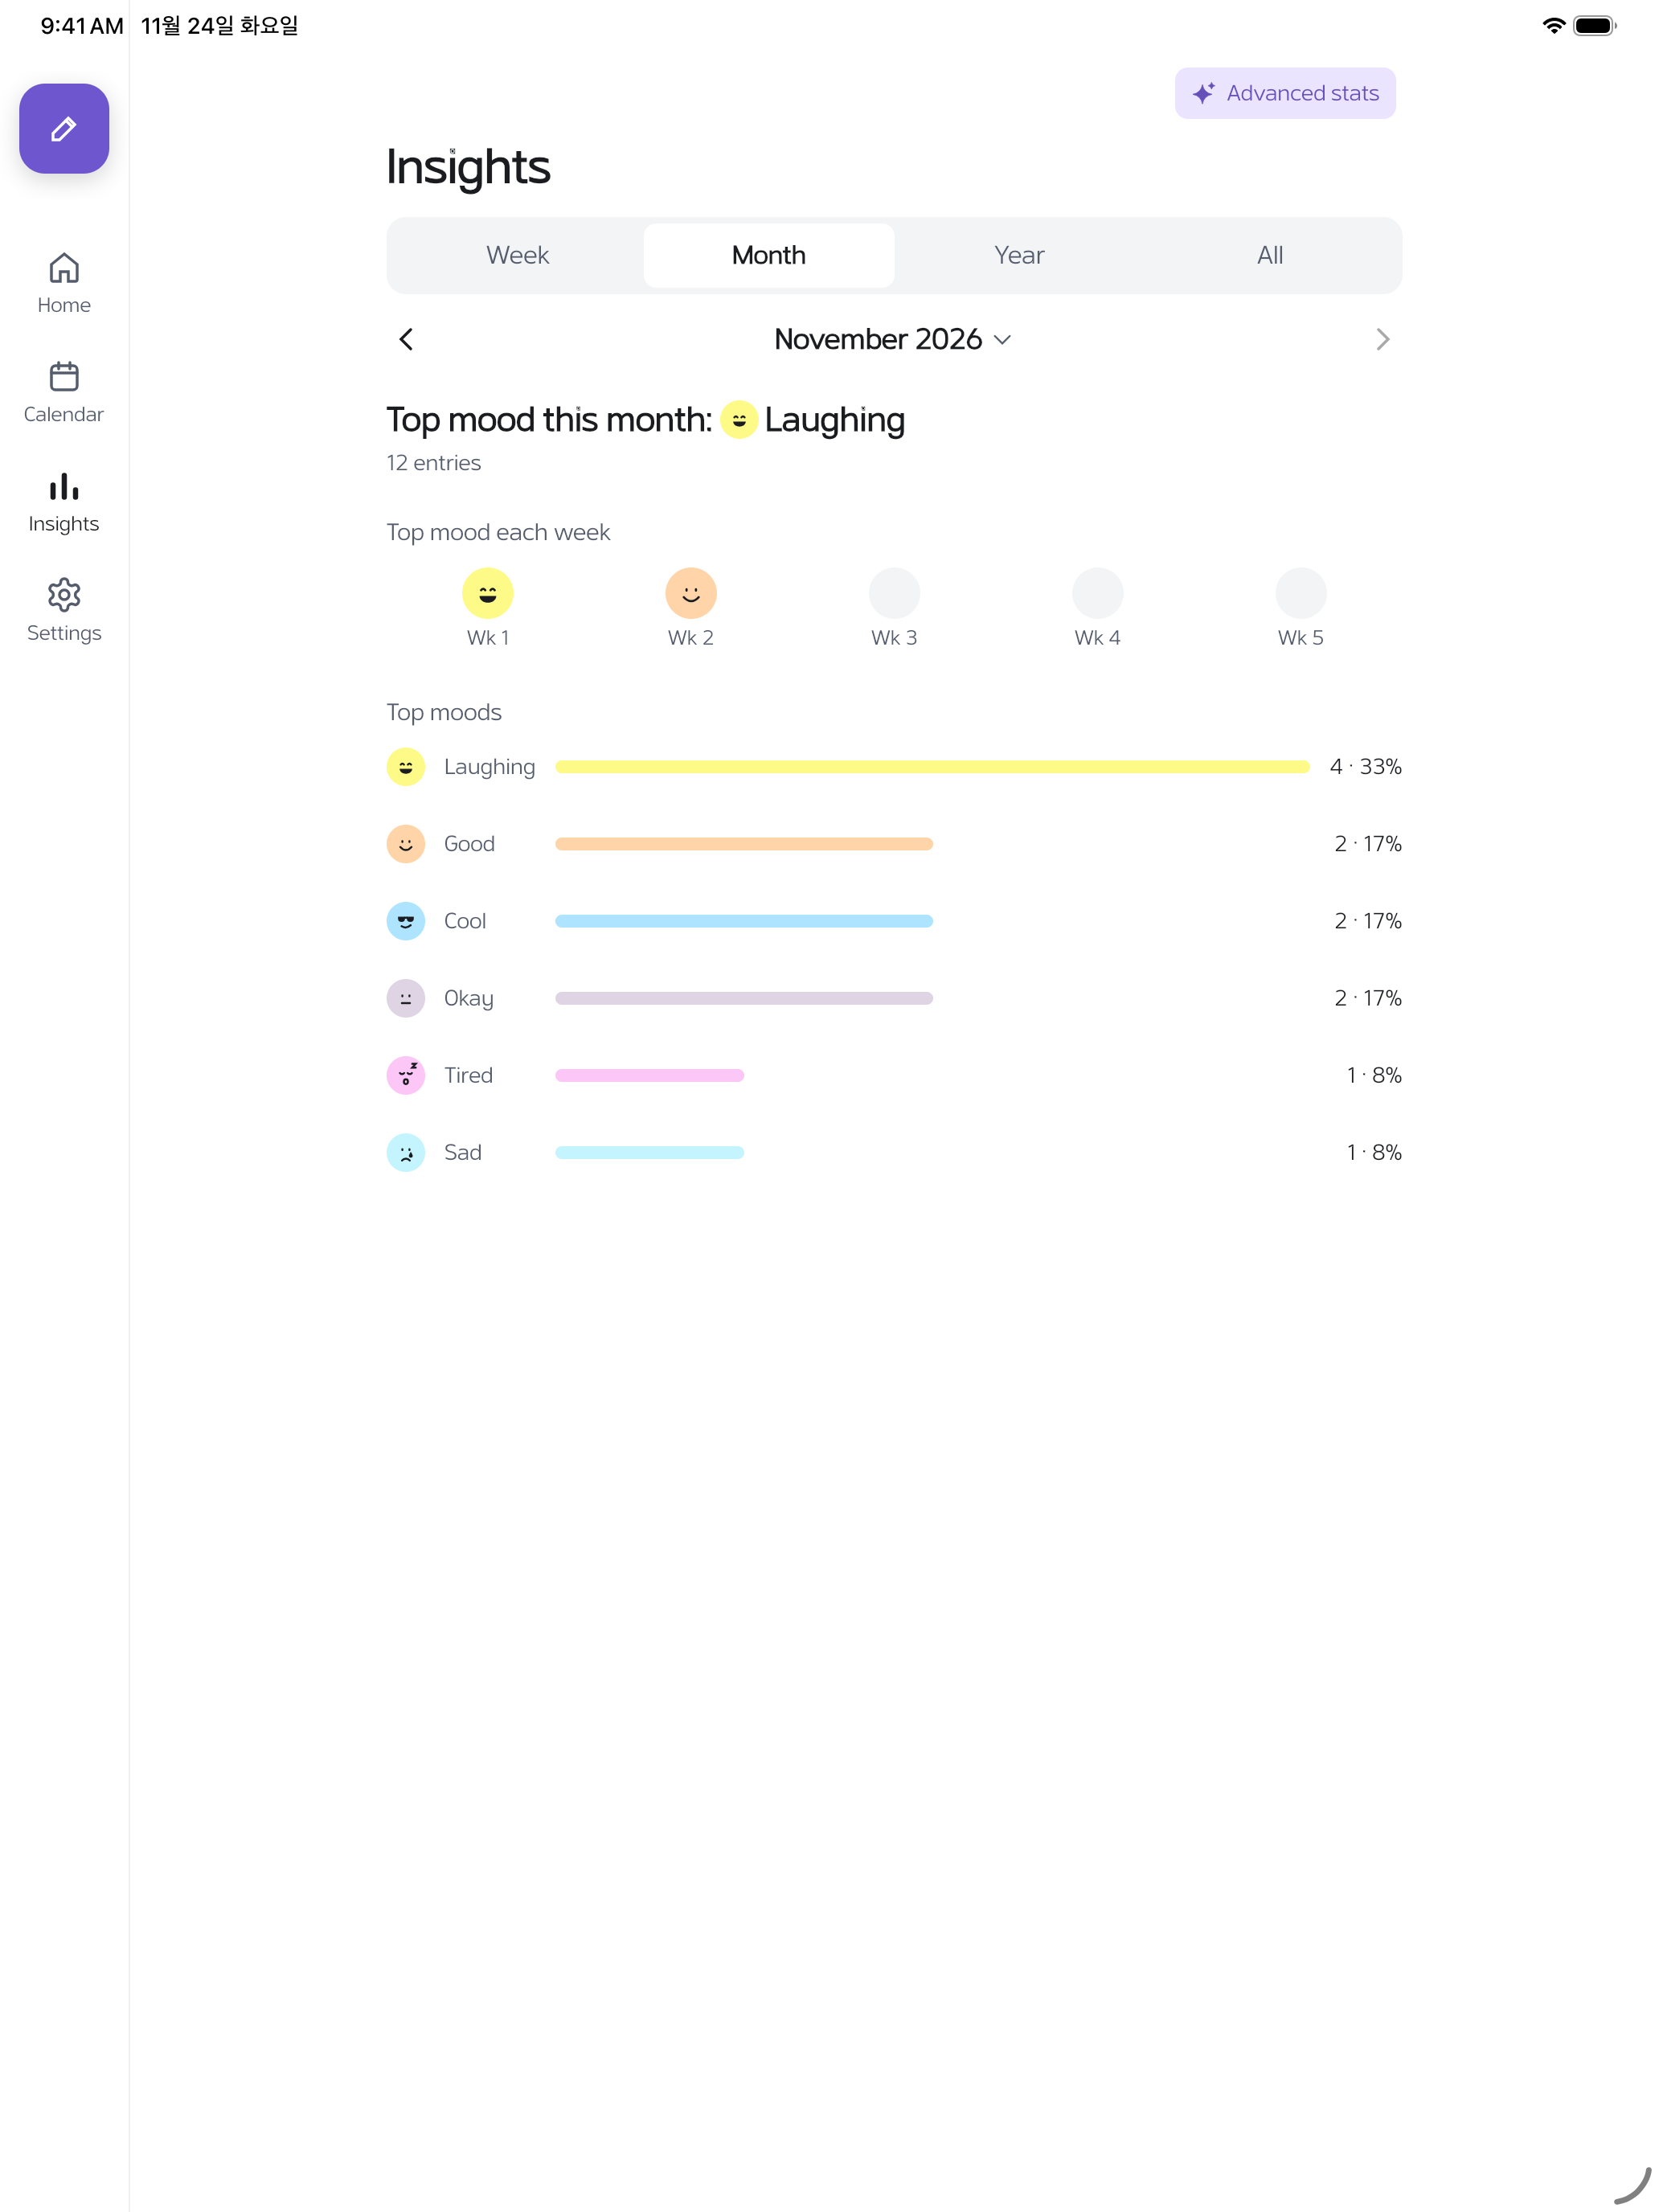 9:41 AM 11월 24일 화요일
Advanced stats
Insights
Week Month Year All
November 2026
Top mood this month: Laughing
12 entries
Top mood each week
Wk 1 Wk 2 Wk 3 Wk 4 Wk 5
Top moods
Laughing 4 · 33%
Good 2 · 17%
Cool 2 · 17%
Okay 2 · 17%
Tired 1 · 8%
Sad 1 · 8%
Home
Calendar
Insights
Settings